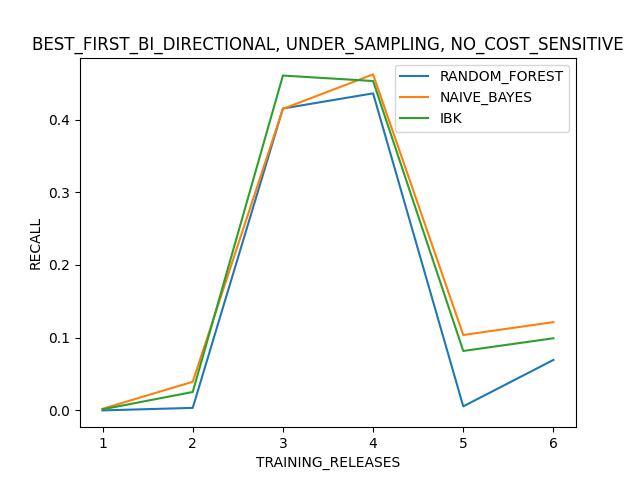 BEST_FIRST_BI_DIRECTIONAL, UNDER_SAMPLING, NO_COST_SENSITIVE
RANDOM_FOREST
NAIVE_BAYES
IBK
RECALL
0.4
0.3
0.2
0.1
0.0
1 2 3 4 5 6
TRAINING_RELEASES